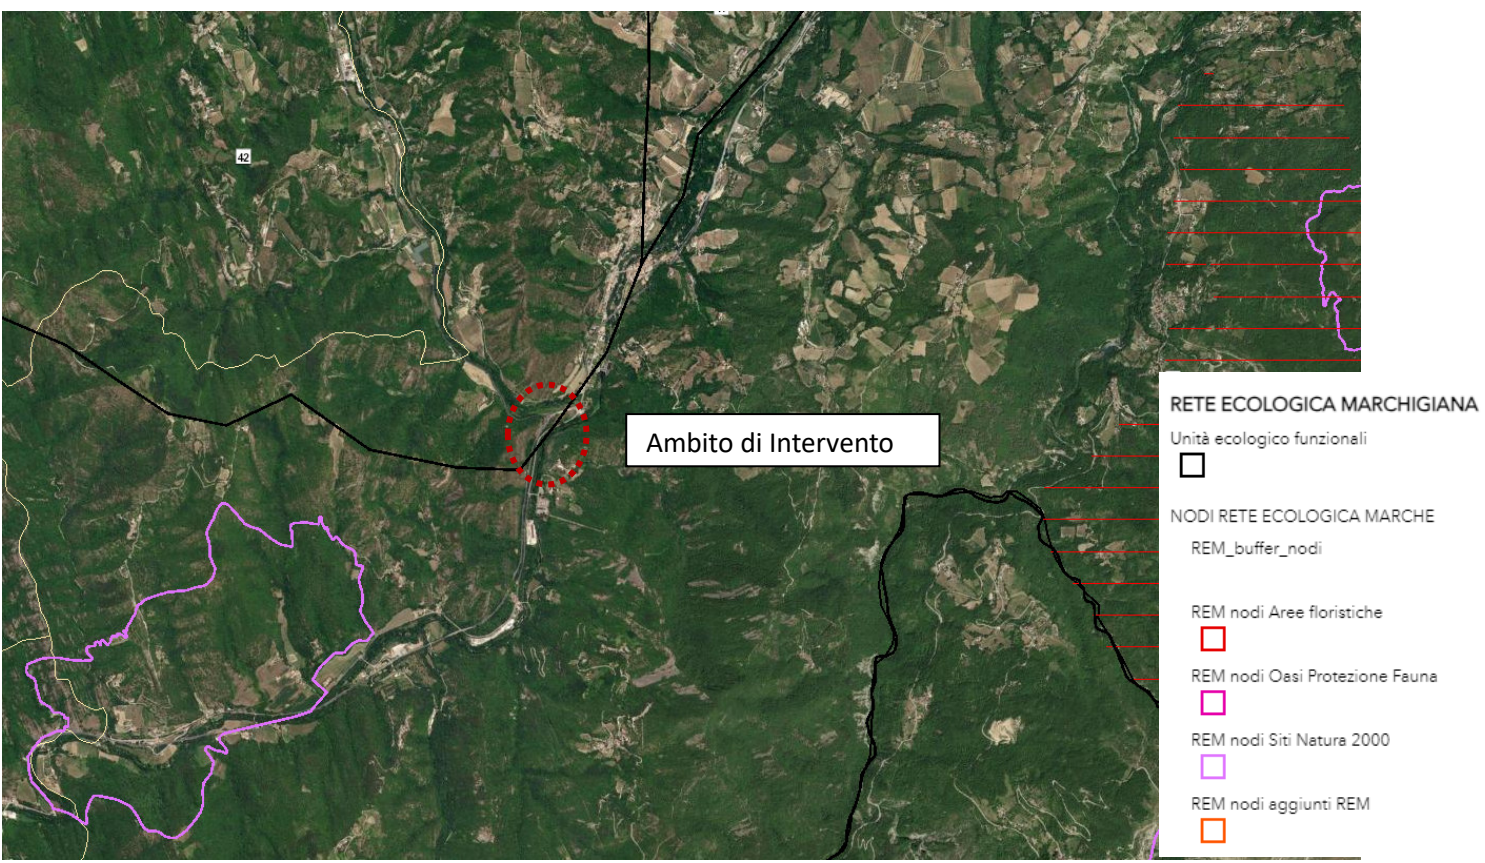 42
Ambito di Intervento
RETE ECOLOGICA MARCHIGIANA
Unità ecologico funzionali
NODI RETE ECOLOGICA MARCHE
REM_buffer_nodi
REM nodi Aree floristiche
REM nodi Oasi Protezione Fauna
REM nodi Siti Natura 2000
REM nodi aggiunti REM